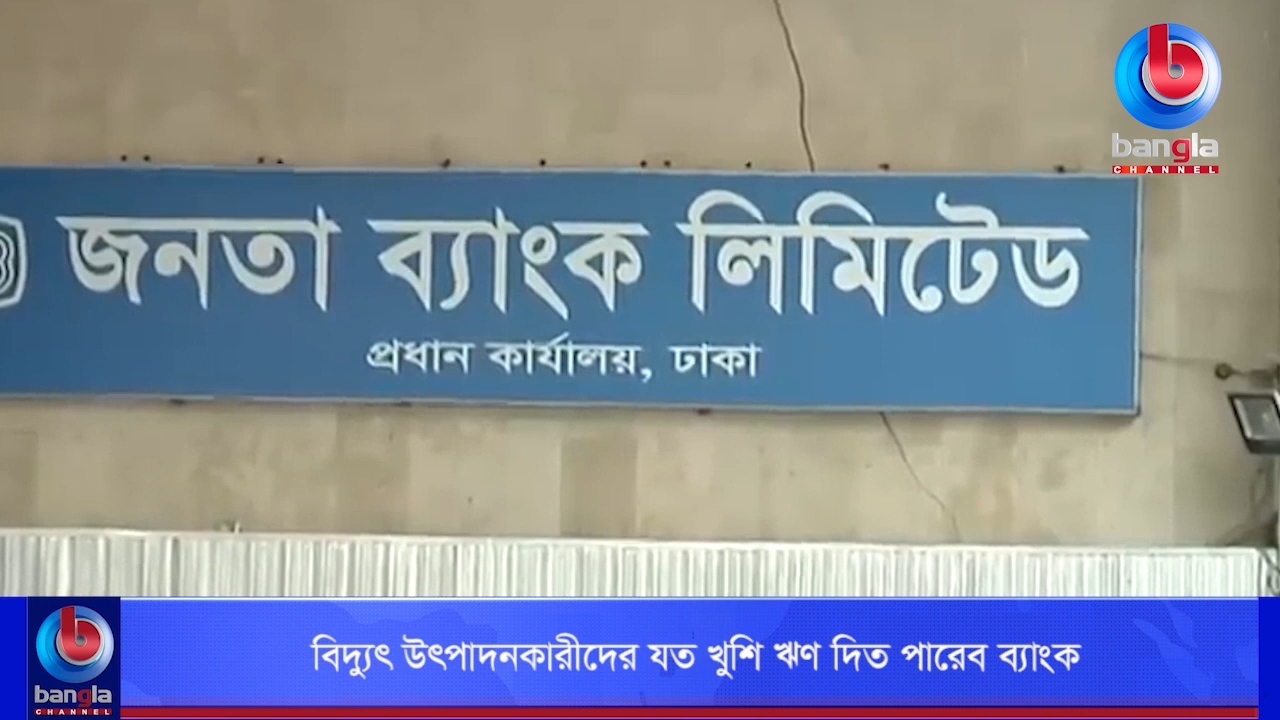 bangla
CHANNEL
জনতা ব্যাংক লিমিটেড
প্রধান কার্যালয়, ঢাকা
বিদ্যুৎ উৎপাদনকারীদের যত খুশি ঋণ দিত পারেব ব্যাংক
bangla
CHANNEL